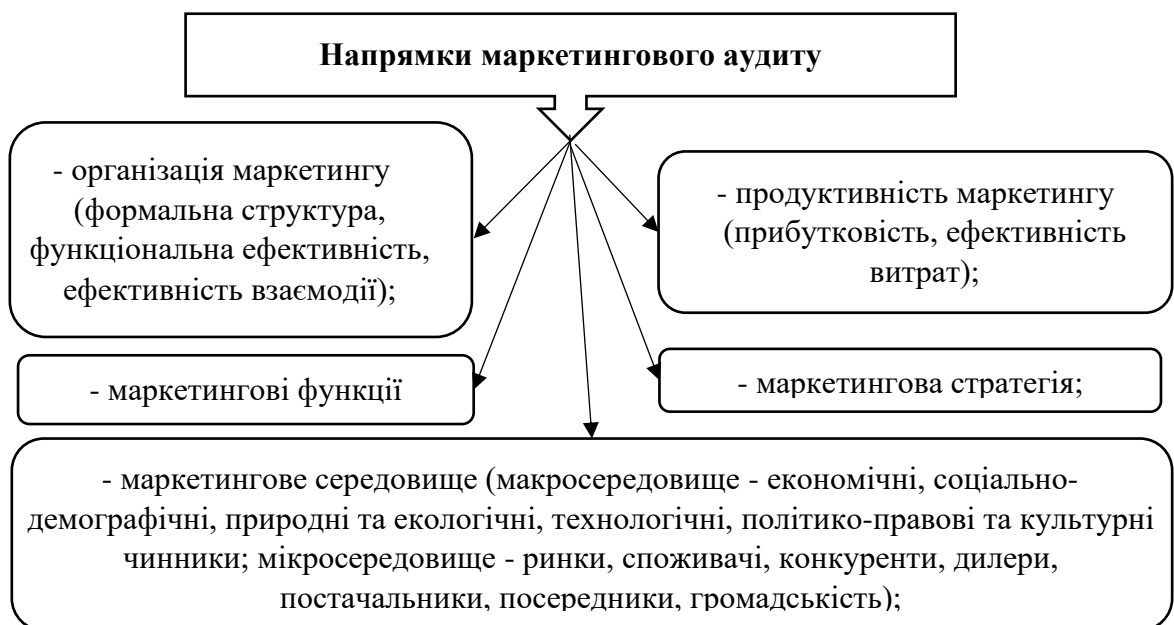 Напрямки маркетингового аудиту
- організація маркетингу
(формальна структура,
функціональна ефективність,
ефективність взаємодії);
- продуктивність маркетингу
(прибутковість, ефективність
витрат);
- маркетингові функції
- маркетингова стратегія;
- маркетингове середовище (макросередовище - економічні, соціально-
демографічні, природні та екологічні, технологічні, політико-правові та культурні
чинники; мікросередовище - ринки, споживачі, конкуренти, дилери,
постачальники, посередники, громадськість);